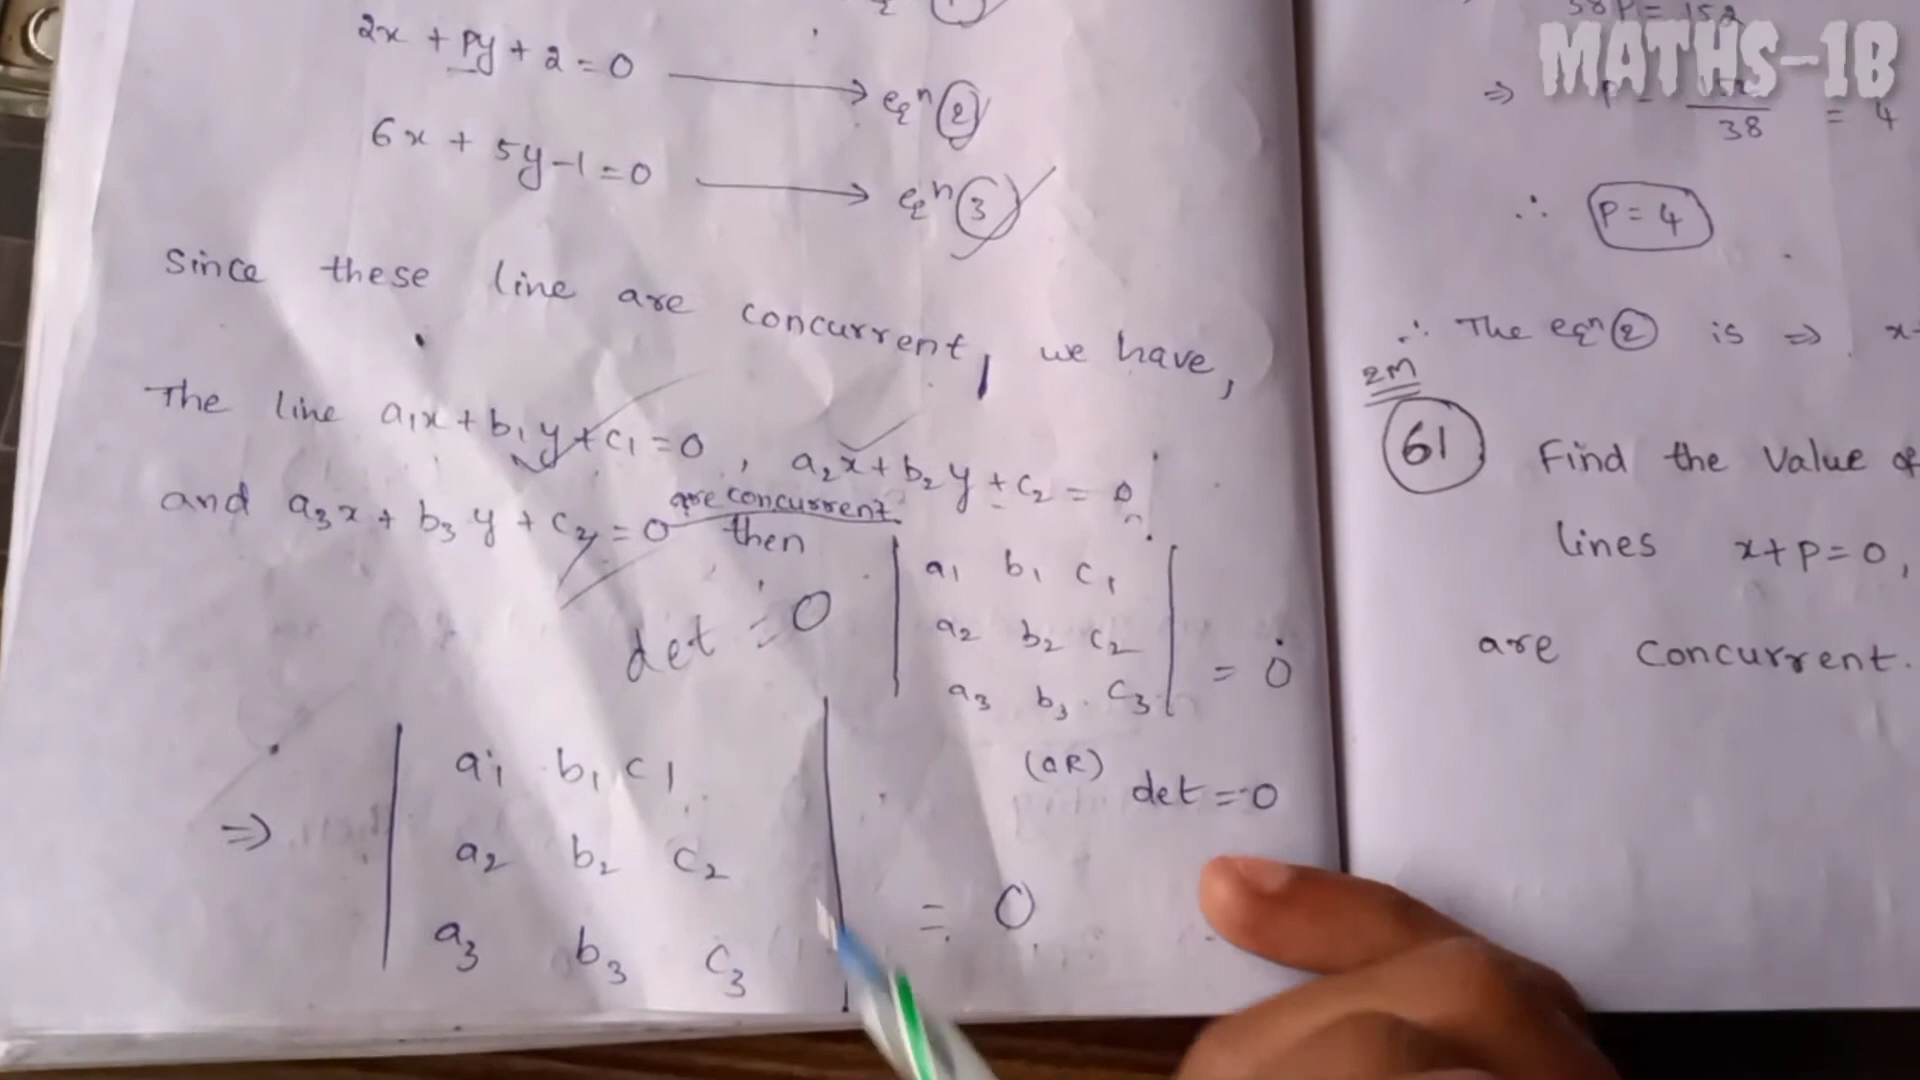 2x + py + 2 = 0 → eqⁿ ②
6x + 5y - 1 = 0 → eqⁿ ③
Since these line are concurrent, we have,
The line a₁x + b₁y + c₁ = 0, a₂x + b₂y + c₂ = 0
and a₃x + b₃y + c₃ = 0 are concurrent then
det = 0
| a₁ b₁ c₁ |
| a₂ b₂ c₂ | = 0
| a₃ b₃ c₃ |
(OR) det = 0
⇒ | a₁ b₁ c₁ |
| a₂ b₂ c₂ | = 0
| a₃ b₃ c₃ |
MATHS-1B
38P = 152
⇒ P = 152/38 = 4
∴ P = 4
∴ The eqⁿ ② is ⇒ x
2M
61 Find the value of
lines x+p=0,
are concurrent.